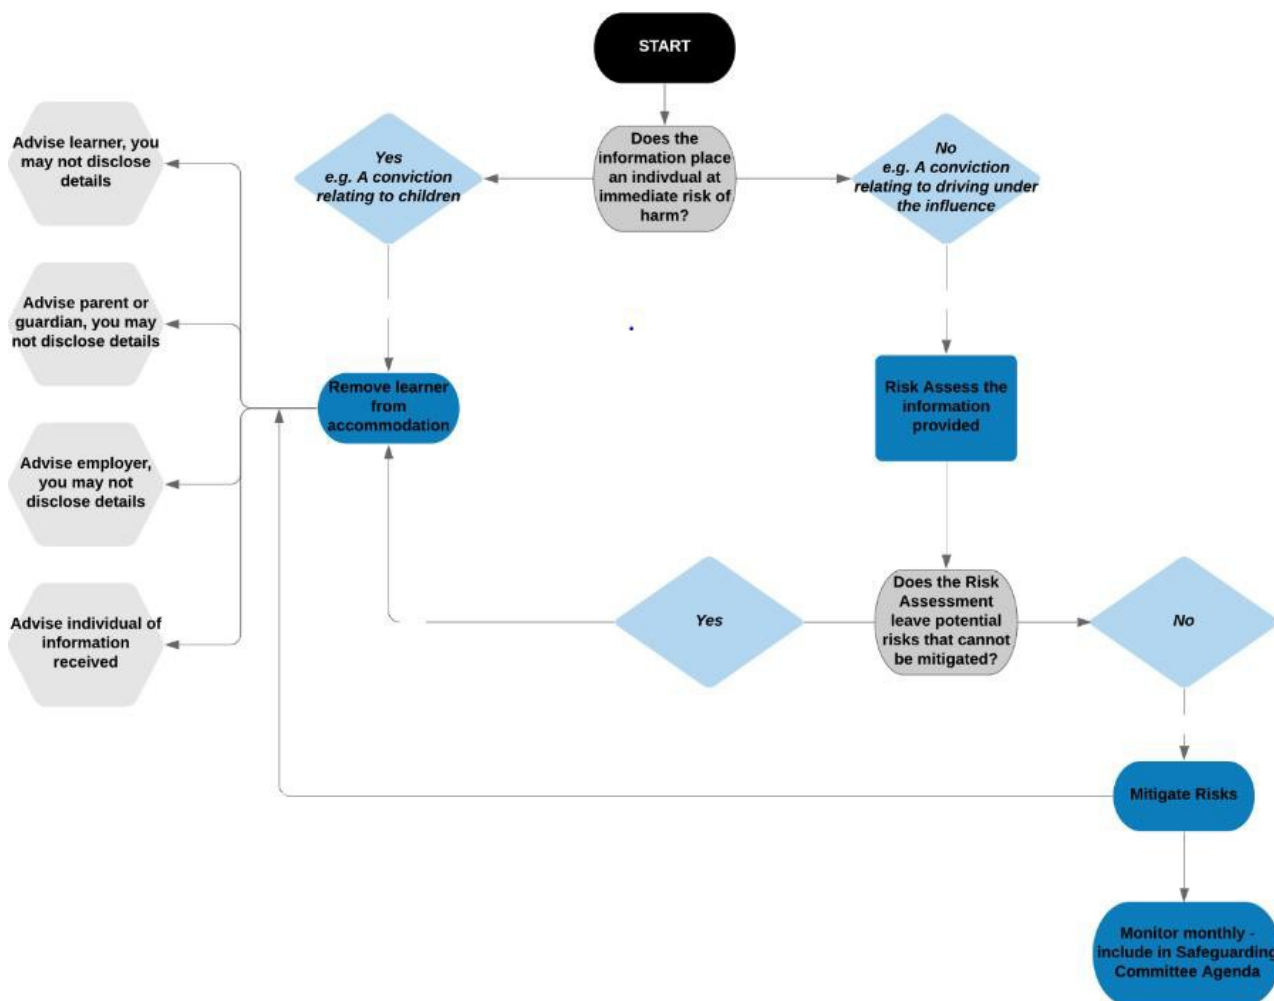 START
Does the
information place
an indivdual at
immediate risk of
harm?
Yes
e.g. A conviction
relating to children
No
e.g. A conviction
relating to driving under
the influence
Advise learner, you
may not disclose
details
Advise parent or
guardian, you may
not disclose details
Remove learner
from
accommodation
Risk Assess the
information
provided
Advise employer,
you may not
disclose details
Advise individual of
information
received
Yes
Does the Risk
Assessment
leave potential
risks that cannot
be mitigated?
No
Mitigate Risks
Monitor monthly -
include in Safeguarding
Committee Agenda